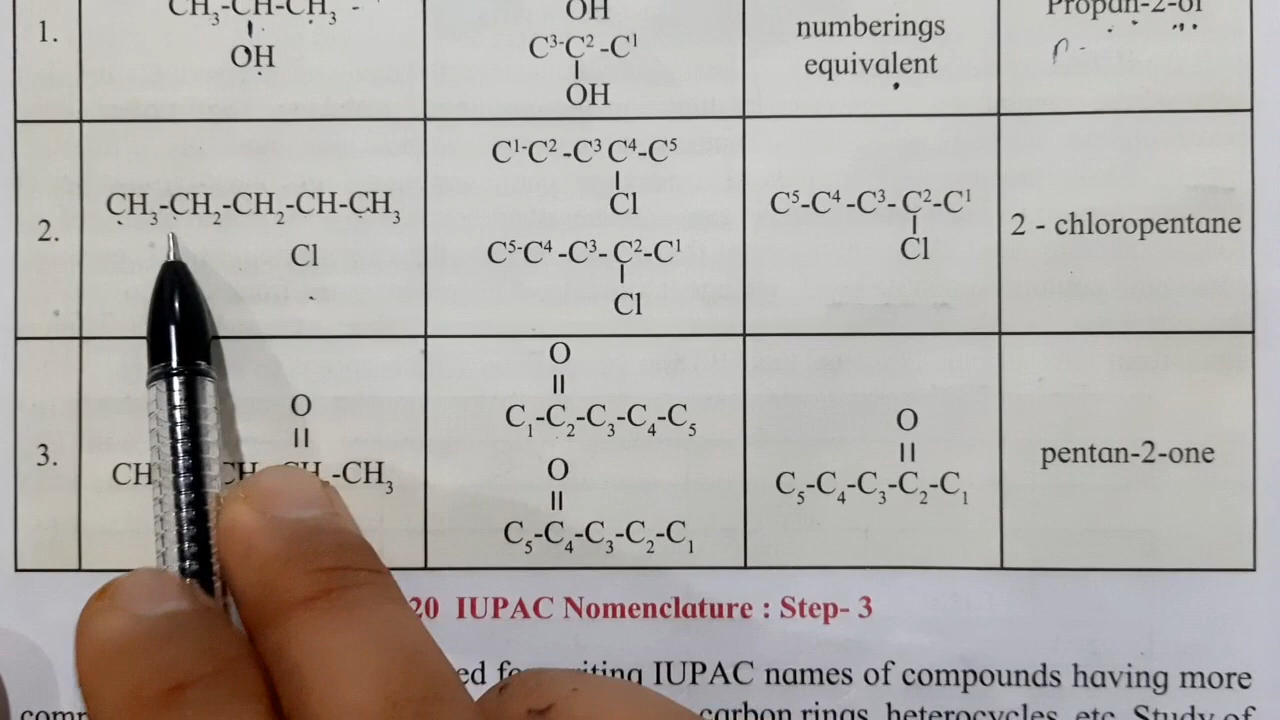 1.
CH₃-CH-CH₃
OH
OH
C³-C²-C¹
OH
numberings
equivalent
Propan-2-ol
2.
CH₃-CH₂-CH₂-CH-CH₃
Cl
C¹-C²-C³ C⁴-C⁵
Cl
C⁵-C⁴-C³-C²-C¹
Cl
C⁵-C⁴-C³-C²-C¹
Cl
2 - chloropentane
3.
O
-CH₃
O
C₁-C₂-C₃-C₄-C₅
O
C₅-C₄-C₃-C₂-C₁
O
C₅-C₄-C₃-C₂-C₁
pentan-2-one
20 IUPAC Nomenclature : Step- 3
IUPAC names of compounds having more
carbon rings, heterocycles, etc. Study of